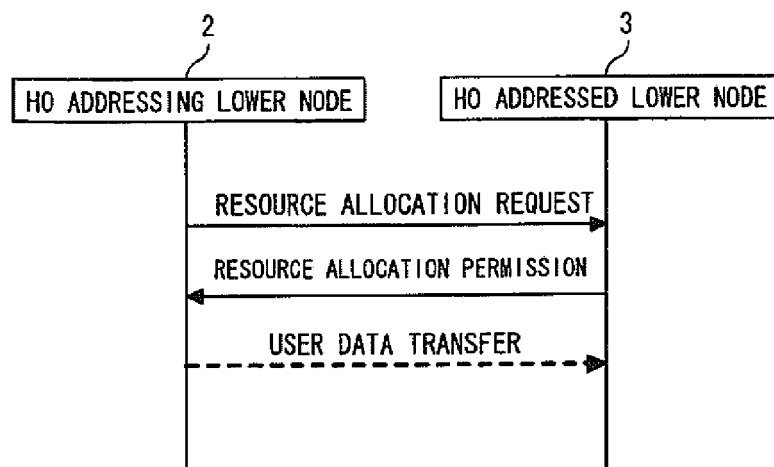 2
3
HO ADDRESSING LOWER NODE
HO ADDRESSED LOWER NODE
RESOURCE ALLOCATION REQUEST
RESOURCE ALLOCATION PERMISSION
USER DATA TRANSFER